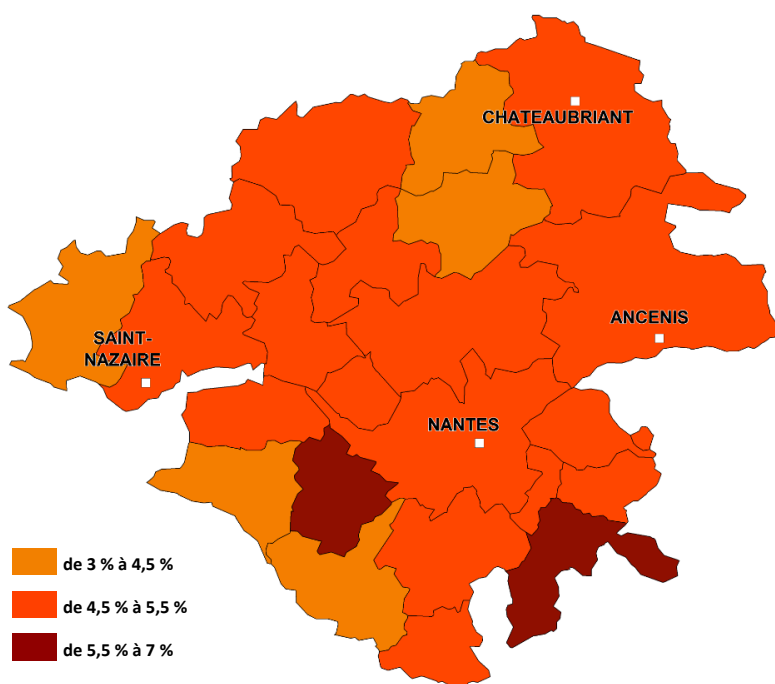 CHATEAUBRIANT
ANCENIS
SAINT-
NAZAIRE
NANTES
de 3 % à 4,5 %
de 4,5 % à 5,5 %
de 5,5 % à 7 %